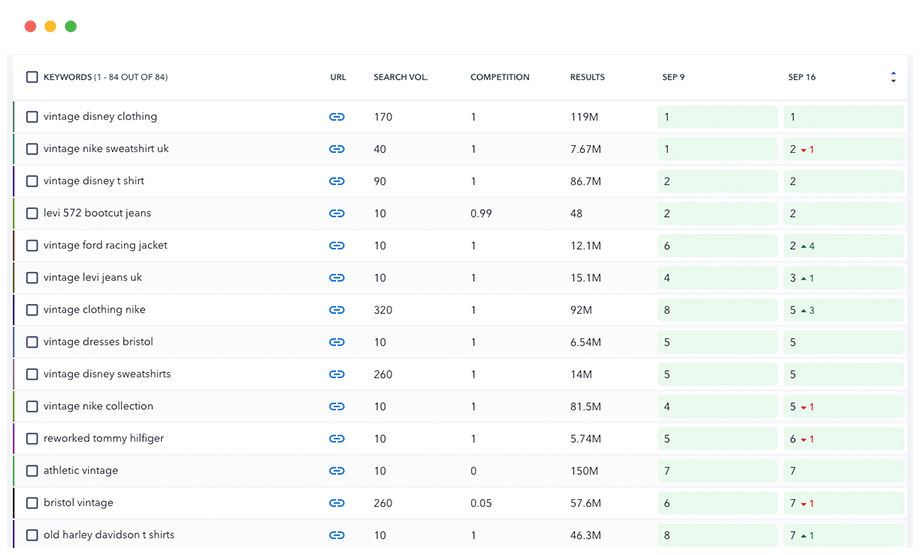 KEYWORDS (1 - 84 OUT OF 84) URL SEARCH VOL. COMPETITION RESULTS SEP 9 SEP 16
vintage disney clothing 170 1 119M 1 1
vintage nike sweatshirt uk 40 1 7.67M 1 2 1
vintage disney t shirt 90 1 86.7M 2 2
levi 572 bootcut jeans 10 0.99 48 2 2
vintage ford racing jacket 10 1 12.1M 6 2 4
vintage levi jeans uk 10 1 15.1M 4 3 1
vintage clothing nike 320 1 92M 8 5 3
vintage dresses bristol 10 1 6.54M 5 5
vintage disney sweatshirts 260 1 14M 5 5
vintage nike collection 10 1 81.5M 4 5 1
reworked tommy hilfiger 10 1 5.74M 5 6 1
athletic vintage 10 0 150M 7 7
bristol vintage 260 0.05 57.6M 6 7 1
old harley davidson t shirts 10 1 46.3M 8 7 1